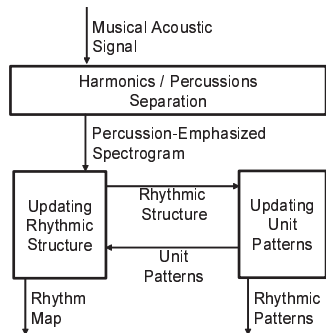 Musical Acoustic
Signal
Harmonics / Percussions
Separation
Percussion-Emphasized
Spectrogram
Updating
Rhythmic
Structure
Rhythmic
Structure
Unit
Patterns
Updating
Unit
Patterns
Rhythm
Map
Rhythmic
Patterns